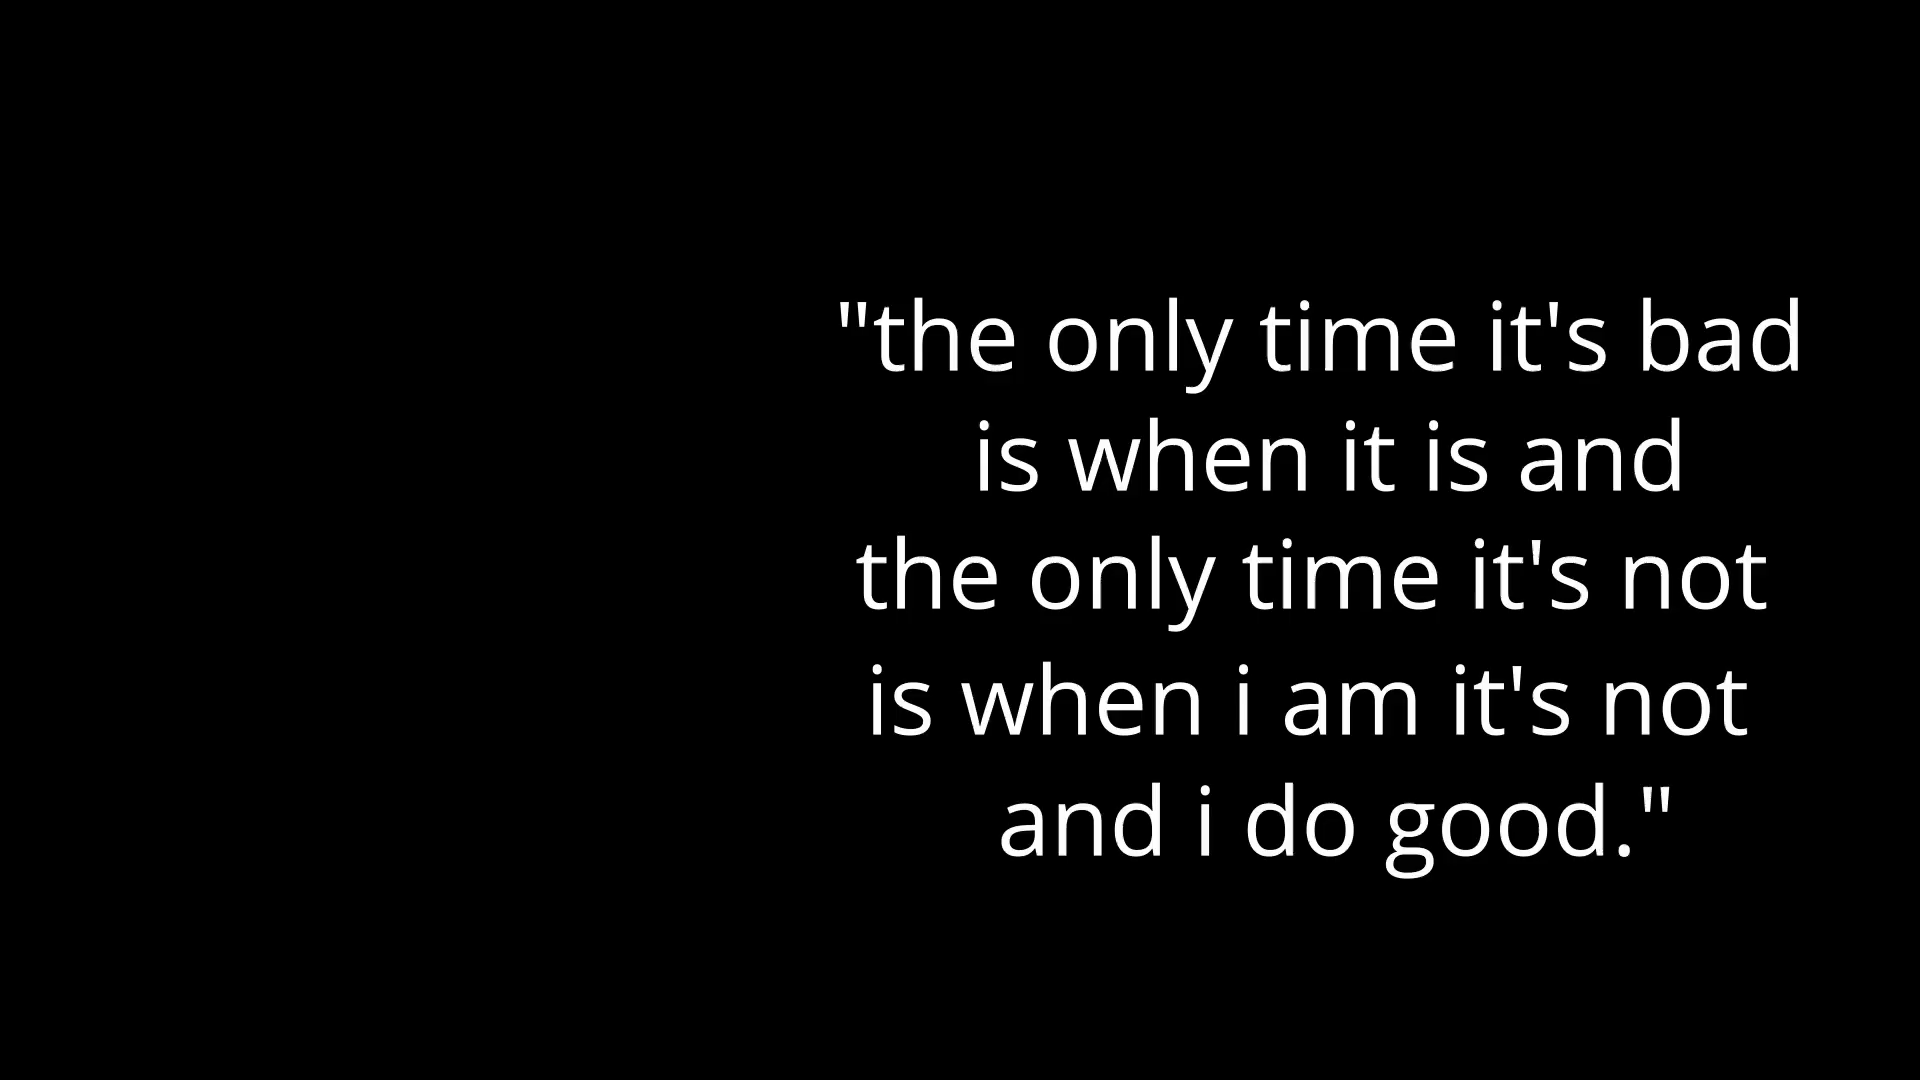 "the only time it's bad
is when it is and
the only time it's not
is when i am it's not
and i do good."